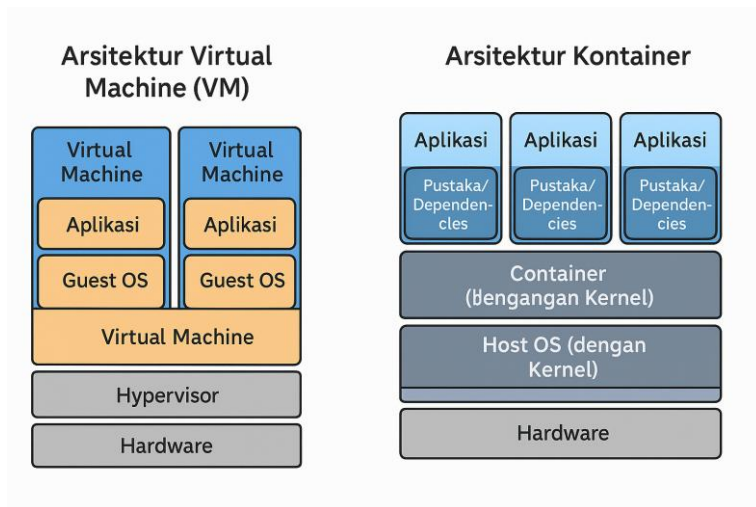 Arsitektur Virtual
Machine (VM)
Virtual
Machine
Aplikasi
Guest OS
Virtual
Machine
Aplikasi
Guest OS
Virtual Machine
Hypervisor
Hardware
Arsitektur Kontainer
Aplikasi
Pustaka/
Dependen-
cles
Aplikasi
Pustaka/
Dependen-
cies
Aplikasi
Pustaka/
Dependen-
cies
Container
Kernel)
Host OS (dengan
Kernel)
Hardware